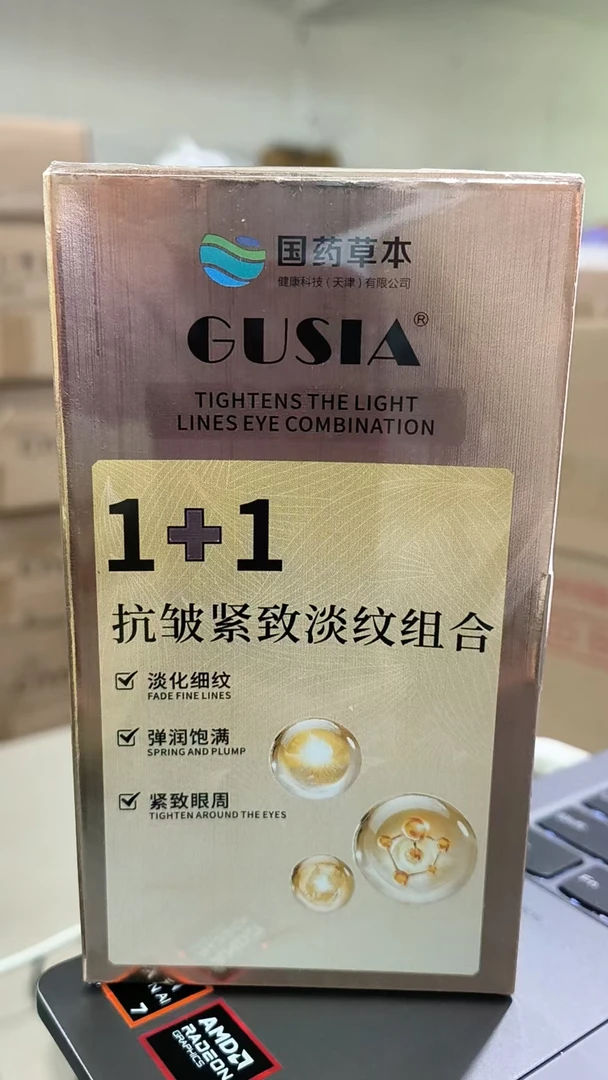 国药草本
健康科技（天津）有限公司
GUSIA®
TIGHTENS THE LIGHT
LINES EYE COMBINATION
1+1
抗皱紧致淡纹组合
淡化细纹
FADE FINE LINES
弹润饱满
SPRING AND PLUMP
紧致眼周
TIGHTEN AROUND THE EYES
7
AMD
RADEON
GRAPHICS
Fn